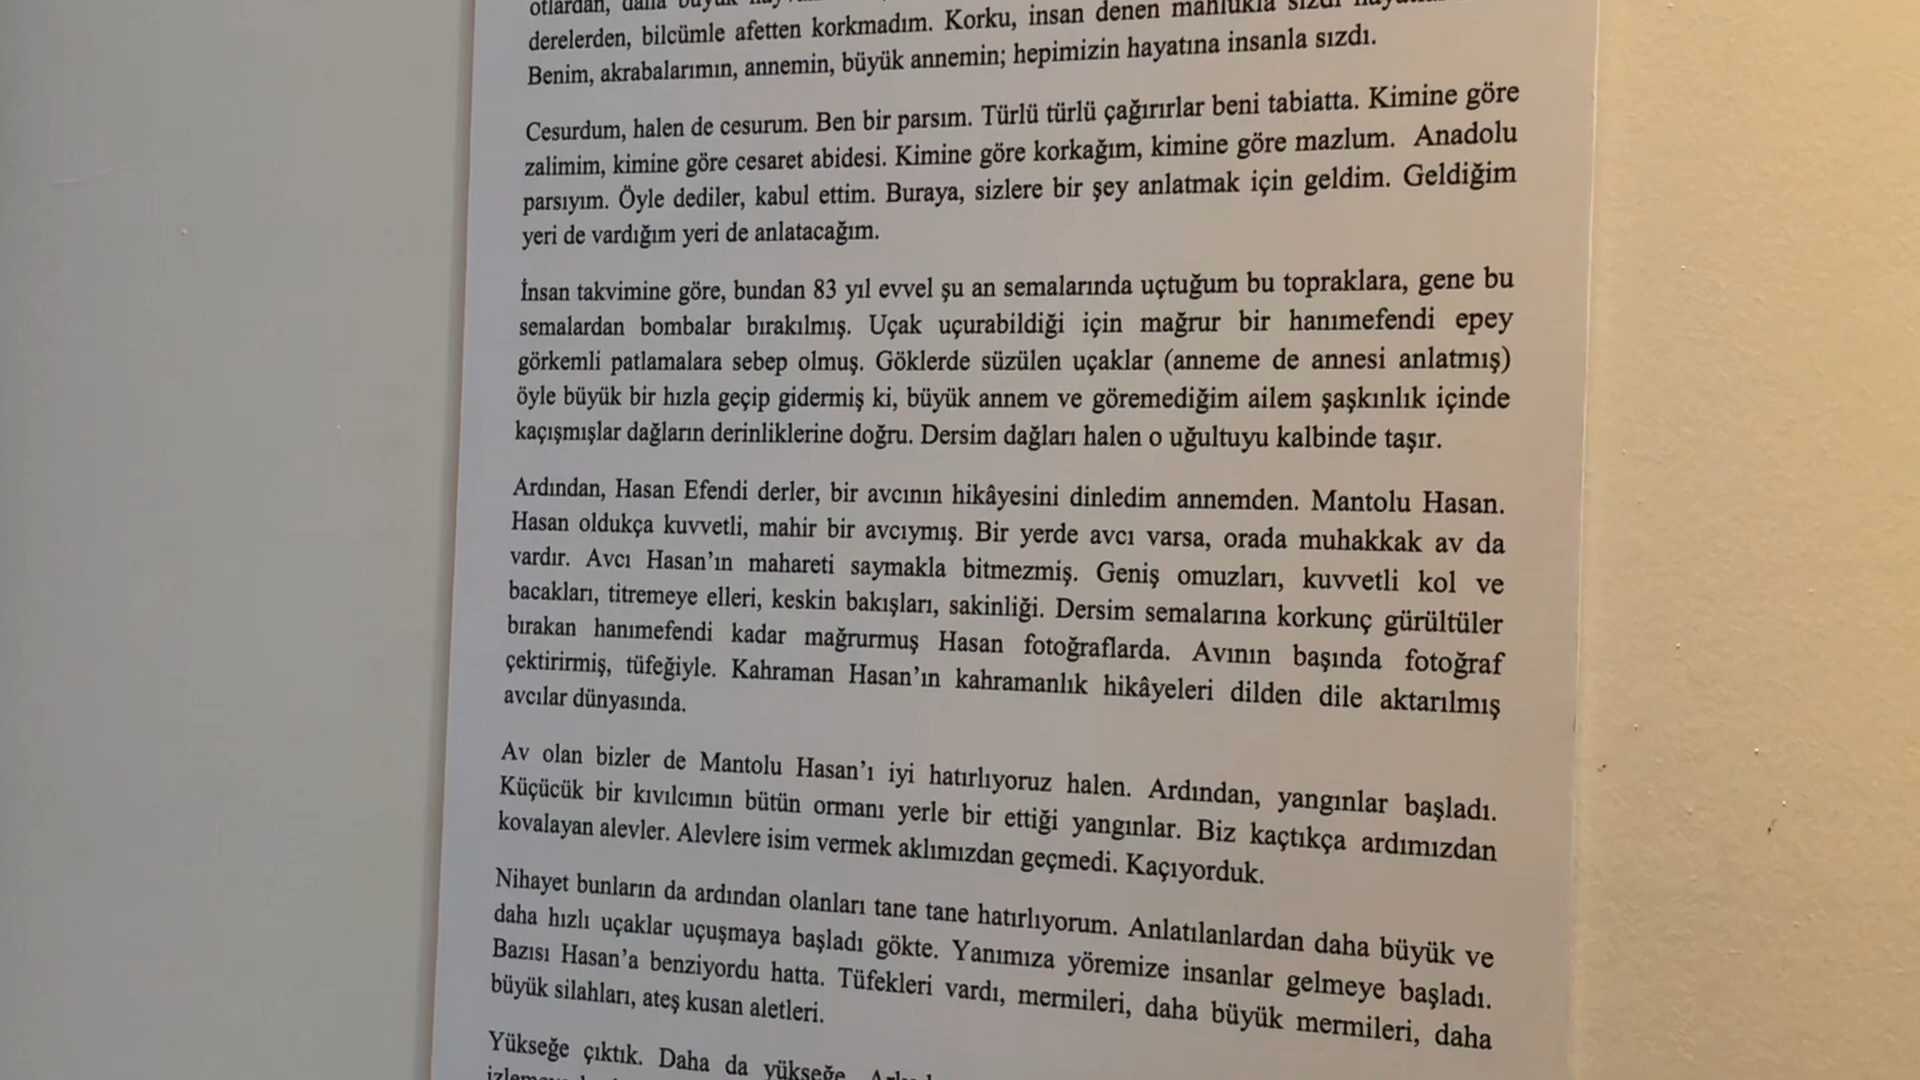 otlardan, daha büyük
derelerden, bilcümle afetten korkmadım. Korku, insan denen mahlukla sızdı
Benim, akrabalarımın, annemin, büyük annemin; hepimizin hayatına insanla sızdı.
Cesurdum, halen de cesurum. Ben bir parsım. Türlü türlü çağırırlar beni tabiatta. Kimine göre
zalimim, kimine göre cesaret abidesi. Kimine göre korkağım, kimine göre mazlum. Anadolu
parsıyım. Öyle dediler, kabul ettim. Buraya, sizlere bir şey anlatmak için geldim. Geldiğim
yeri de vardığım yeri de anlatacağım.
İnsan takvimine göre, bundan 83 yıl evvel şu an semalarında uçtuğum bu topraklara, gene bu
semalardan bombalar bırakılmış. Uçak uçurabildiği için mağrur bir hanımefendi epey
görkemli patlamalara sebep olmuş. Göklerde süzülen uçaklar (anneme de annesi anlatmış)
öyle büyük bir hızla geçip gidermiş ki, büyük annem ve göremediğim ailem şaşkınlık içinde
kaçışmışlar dağların derinliklerine doğru. Dersim dağları halen o uğultuyu kalbinde taşır.
Ardından, Hasan Efendi derler, bir avcının hikâyesini dinledim annemden. Mantolu Hasan.
Hasan oldukça kuvvetli, mahir bir avcıymış. Bir yerde avcı varsa, orada muhakkak av da
vardır. Avcı Hasan’ın mahareti saymakla bitmezmiş. Geniş omuzları, kuvvetli kol ve
bacakları, titremeye elleri, keskin bakışları, sakinliği. Dersim semalarına korkunç gürültüler
bırakan hanımefendi kadar mağrurmuş Hasan fotoğraflarda. Avının başında fotoğraf
çektirirmiş, tüfeğiyle. Kahraman Hasan’ın kahramanlık hikâyeleri dilden dile aktarılmış
avcılar dünyasında.
Av olan bizler de Mantolu Hasan’ı iyi hatırlıyoruz halen. Ardından, yangınlar başladı.
Küçücük bir kıvılcımın bütün ormanı yerle bir ettiği yangınlar. Biz kaçtıkça ardımızdan
kovalayan alevler. Alevlere isim vermek aklımızdan geçmedi. Kaçıyorduk.
Nihayet bunların da ardından olanları tane tane hatırlıyorum. Anlatılanlardan daha büyük ve
daha hızlı uçaklar uçuşmaya başladı gökte. Yanımıza yöremize insanlar gelmeye başladı.
Bazısı Hasan’a benziyordu hatta. Tüfekleri vardı, mermileri, daha büyük mermileri, daha
büyük silahları, ateş kusan aletleri.
Yükseğe çıktık. Daha da yükseğe.